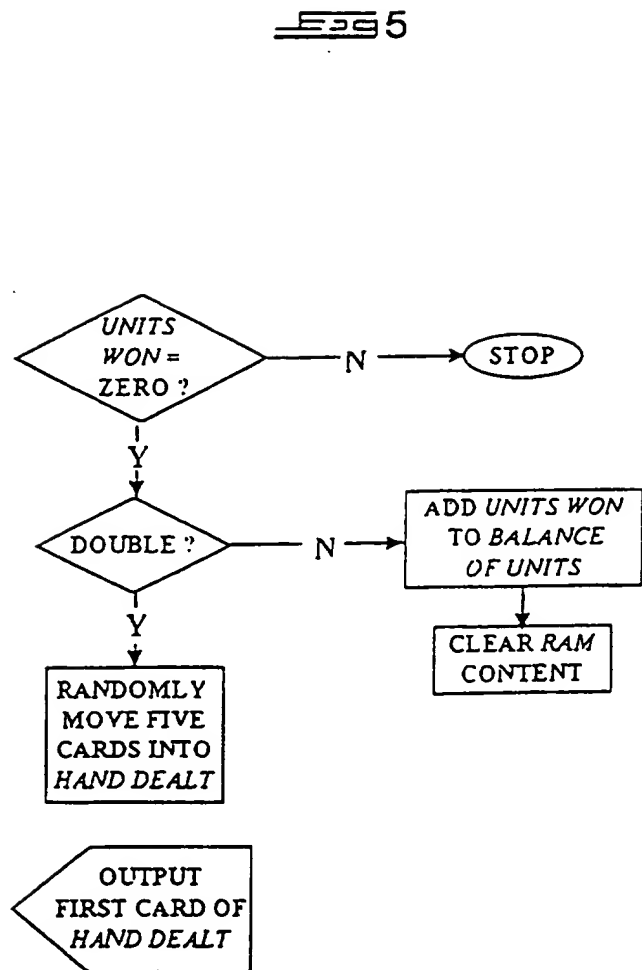 FIG 5
UNITS
WON =
ZERO ?
N
STOP
Y
DOUBLE ?
N
ADD UNITS WON
TO BALANCE
OF UNITS
Y
CLEAR RAM
CONTENT
RANDOMLY
MOVE FIVE
CARDS INTO
HAND DEALT
OUTPUT
FIRST CARD OF
HAND DEALT